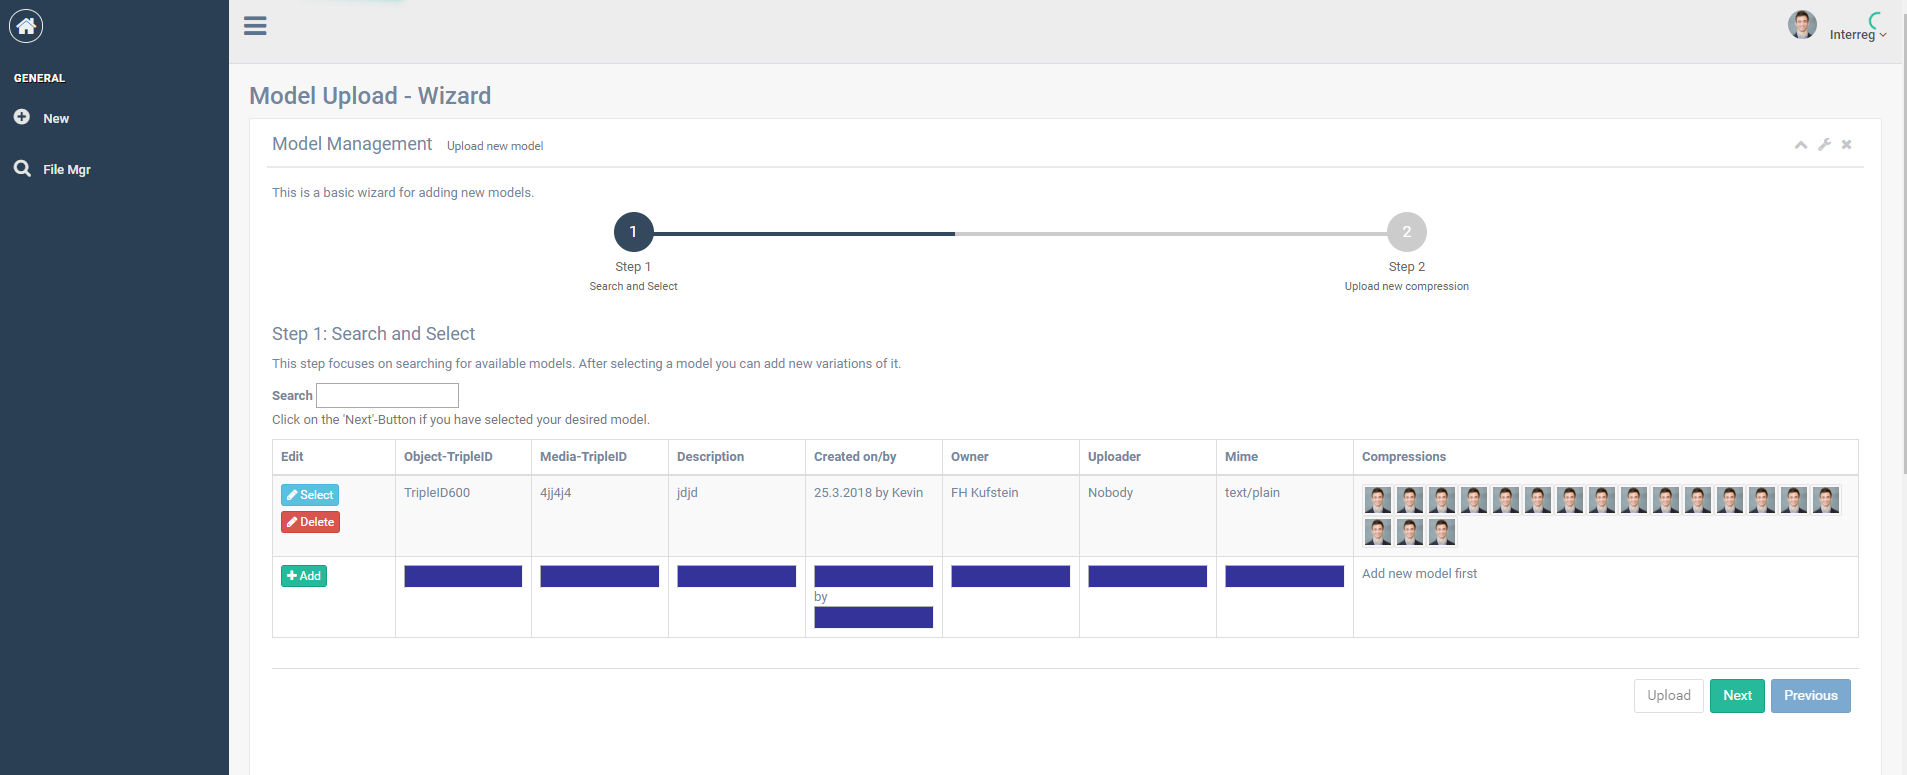 Interreg
GENERAL
New
File Mgr
Model Upload - Wizard
Model Management Upload new model
This is a basic wizard for adding new models.
1 2
Step 1 Step 2
Search and Select Upload new compression
Step 1: Search and Select
This step focuses on searching for available models. After selecting a model you can add new variations of it.
Search
Click on the 'Next'-Button if you have selected your desired model.
Edit Object-TripleID Media-TripleID Description Created on/by Owner Uploader Mime Compressions
Select TripleID600 4jj4j4 jdjd 25.3.2018 by Kevin FH Kufstein Nobody text/plain
Delete
Add Add new model first
by
Upload Next Previous